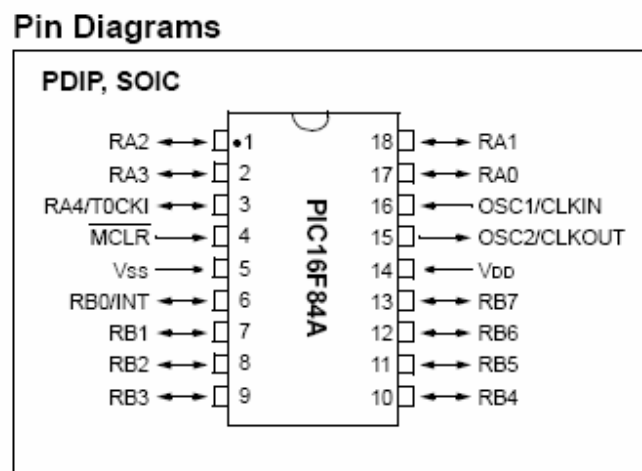 Pin Diagrams
PDIP, SOIC
RA2 1 18 RA1
RA3 2 17 RA0
RA4/T0CKI 3 16 OSC1/CLKIN
MCLR 4 15 OSC2/CLKOUT
VSS 5 14 VDD
RB0/INT 6 13 RB7
RB1 7 12 RB6
RB2 8 11 RB5
RB3 9 10 RB4
PIC16F84A